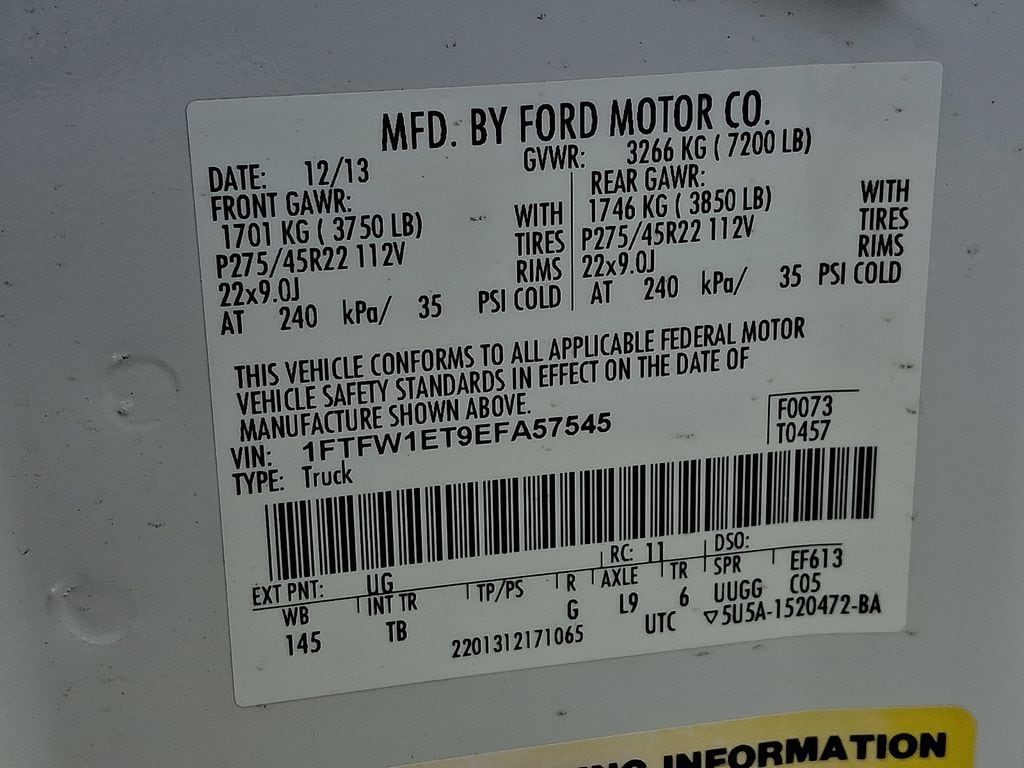 MFD. BY FORD MOTOR CO.
DATE: 12/13 GVWR: 3266 KG ( 7200 LB)
FRONT GAWR: REAR GAWR:
1701 KG ( 3750 LB) WITH 1746 KG ( 3850 LB) WITH
P275/45R22 112V TIRES P275/45R22 112V TIRES
22x9.0J RIMS 22x9.0J RIMS
AT 240 kPa/ 35 PSI COLD AT 240 kPa/ 35 PSI COLD
THIS VEHICLE CONFORMS TO ALL APPLICABLE FEDERAL MOTOR
VEHICLE SAFETY STANDARDS IN EFFECT ON THE DATE OF
MANUFACTURE SHOWN ABOVE.
VIN: 1FTFW1ET9EFA57545 F0073
TYPE: Truck T0457
EXT PNT: UG RC: 11 DSO:
WB INT TR TP/PS R AXLE TR SPR EF613
145 TB G L9 6 UUGG C05
2201312171065 UTC ▽5U5A-1520472-BA
INFORMATION